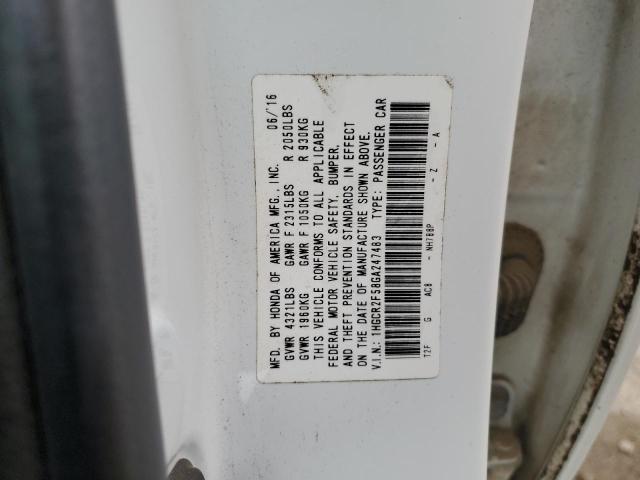 MFD. BY HONDA OF AMERICA MFG., INC. 06/'16
GVWR 4321LBS GAWR F 2315LBS R 2050LBS
GVWR 1960KG GAWR F 1050KG R 930KG
THIS VEHICLE CONFORMS TO ALL APPLICABLE
FEDERAL MOTOR VEHICLE SAFETY, BUMPER,
AND THEFT PREVENTION STANDARDS IN EFFECT
ON THE DATE OF MANUFACTURE SHOWN ABOVE.
V.I.N.: 1HGCR2F58GA247483 TYPE: PASSENGER CAR
T2F G AC8 - NH788P - Z - A